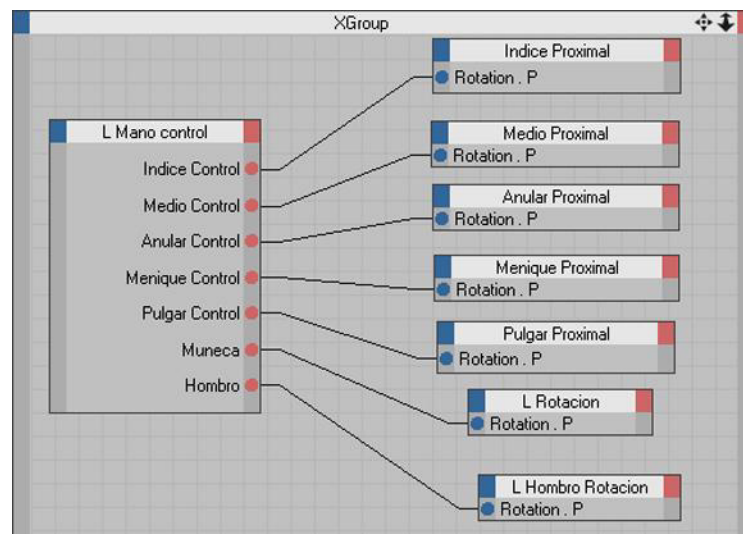 XGroup
L Mano control
Indice Control
Medio Control
Anular Control
Menique Control
Pulgar Control
Muneca
Hombro
Indice Proximal
Rotation . P
Medio Proximal
Rotation . P
Anular Proximal
Rotation . P
Menique Proximal
Rotation . P
Pulgar Proximal
Rotation . P
L Rotacion
Rotation . P
L Hombro Rotacion
Rotation . P